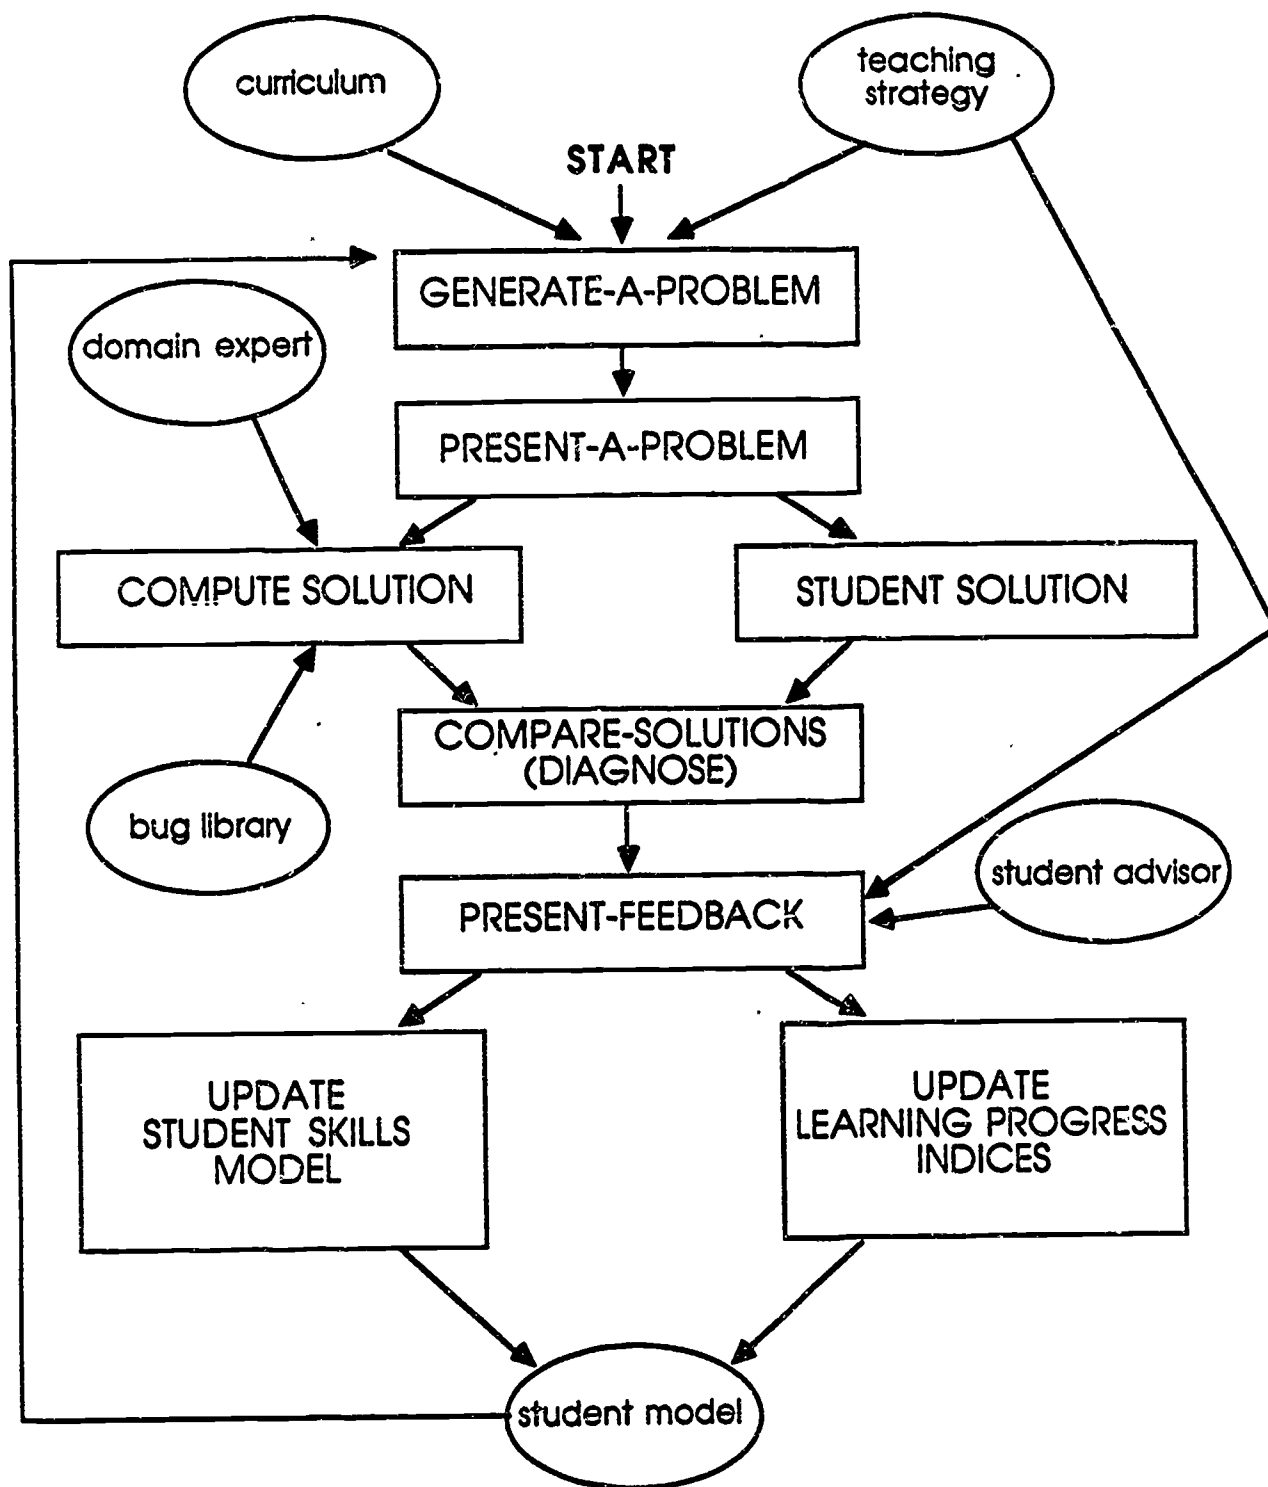 curriculum
teaching
strategy
START
GENERATE-A-PROBLEM
domain expert
PRESENT-A-PROBLEM
COMPUTE SOLUTION
STUDENT SOLUTION
COMPARE-SOLUTIONS
(DIAGNOSE)
bug library
student advisor
PRESENT-FEEDBACK
UPDATE
STUDENT SKILLS
MODEL
UPDATE
LEARNING PROGRESS
INDICES
student model